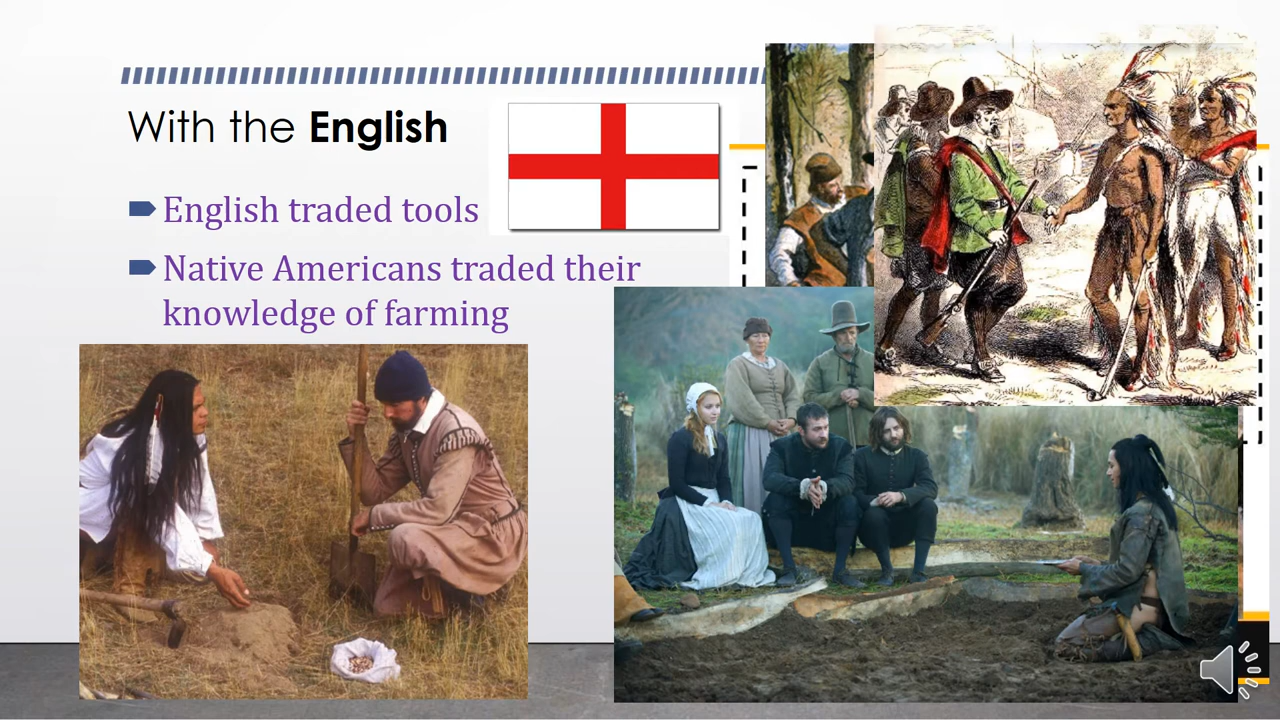 With the English
English traded tools
Native Americans traded their
knowledge of farming